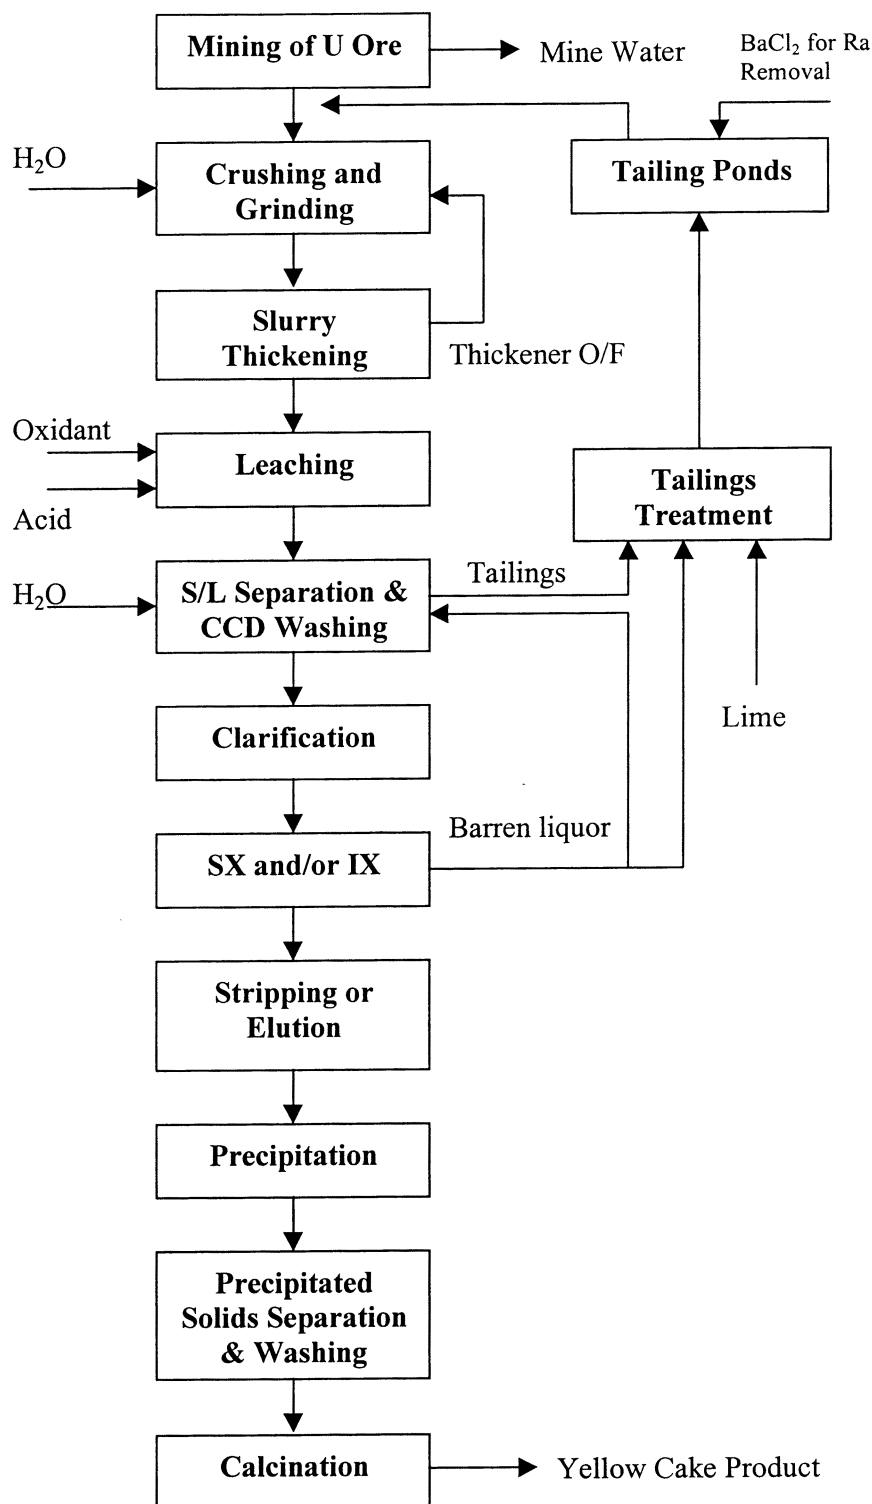 Mining of U Ore
Mine Water
BaCl₂ for Ra
Removal
H₂O
Crushing and
Grinding
Tailing Ponds
Slurry
Thickening
Thickener O/F
Oxidant
Leaching
Acid
Tailings
Treatment
H₂O
S/L Separation &
CCD Washing
Tailings
Lime
Clarification
Barren liquor
SX and/or IX
Stripping or
Elution
Precipitation
Precipitated
Solids Separation
& Washing
Calcination
Yellow Cake Product